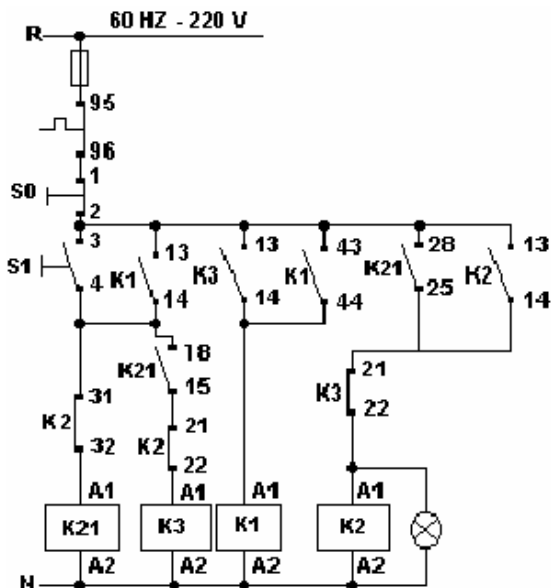 60 HZ - 220 V
R
95
96
1
S0
2
3 13 13 43 28 13
S1 K1 K3 K1 K21 K2
4 14 14 44 25 14
18
K21
15
31 21 21
K2 K2 K3
32 22 22
A1 A1 A1 A1
K21 K3 K1 K2
A2 A2 A2 A2
N